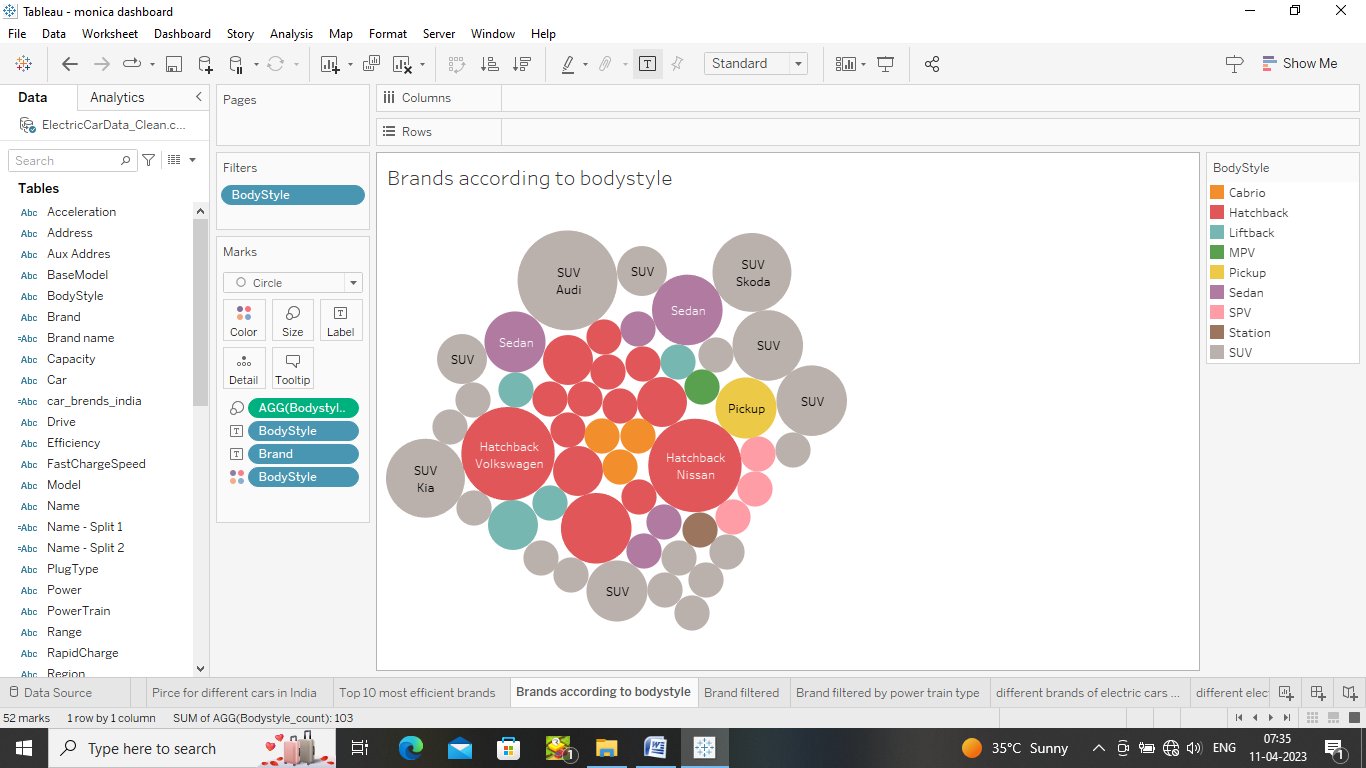 Tableau - monica dashboard
File Data Worksheet Dashboard Story Analysis Map Format Server Window Help
Standard
Show Me
Data Analytics
ElectricCarData_Clean.c...
Search
Tables
Abc Acceleration
Abc Address
Abc Aux Addres
Abc BaseModel
Abc BodyStyle
Abc Brand
=Abc Brand name
Abc Capacity
Abc Car
=Abc car_brends_india
Abc Drive
Abc Efficiency
Abc FastChargeSpeed
Abc Model
Abc Name
=Abc Name - Split 1
=Abc Name - Split 2
Abc PlugType
Abc Power
Abc PowerTrain
Abc Range
Abc RapidCharge
Abc Region
Pages
Filters
BodyStyle
Marks
Circle
Color Size Label
Detail Tooltip
AGG(Bodystyl..
BodyStyle
Brand
BodyStyle
Columns
Rows
Brands according to bodystyle
SUV
Audi
SUV
SUV
Skoda
Sedan
Sedan
SUV
SUV
SUV
Pickup
Hatchback
Volkswagen
Hatchback
Nissan
SUV
Kia
SUV
BodyStyle
Cabrio
Hatchback
Liftback
MPV
Pickup
Sedan
SPV
Station
SUV
Data Source Pirce for different cars in India Top 10 most efficient brands Brands according to bodystyle Brand filtered Brand filtered by power train type different brands of electric cars ... different elec
52 marks 1 row by 1 column SUM of AGG(Bodystyle_count): 103
Type here to search
1
35°C Sunny
ENG
07:35
11-04-2023
1